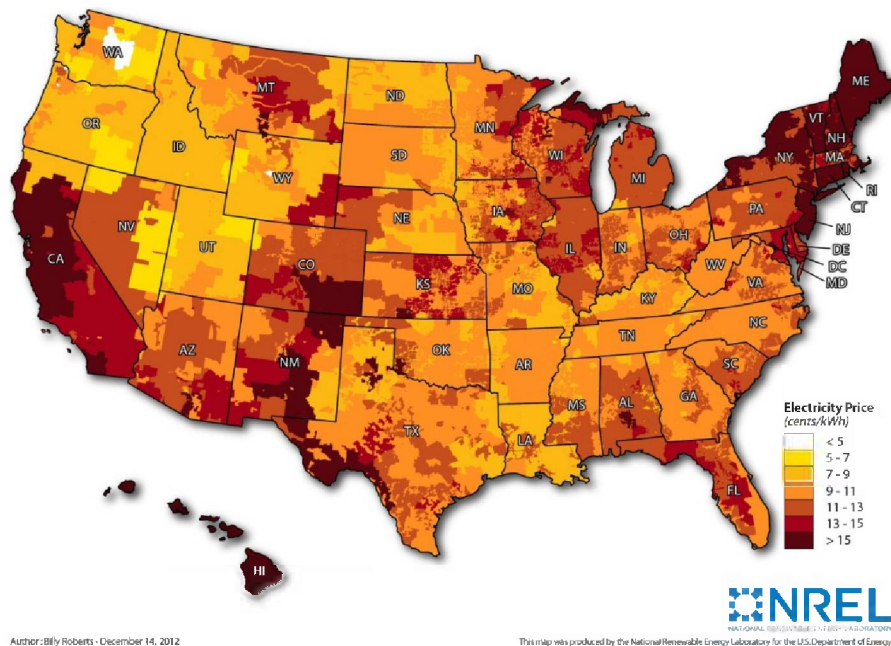 WA
MT
ND
MN
ME
VT
NH
OR
ID
SD
WI
NY
MA
WY
MI
RI
CT
NE
IA
PA
NJ
NV
UT
IL
IN
OH
DE
DC
MD
CA
CO
KS
MO
WV
VA
KY
AZ
NM
OK
AR
TN
NC
SC
TX
MS
AL
GA
LA
FL
HI
Electricity Price
(cents/kWh)
< 5
5 - 7
7 - 9
9 - 11
11 - 13
13 - 15
> 15
NREL
NATIONAL RENEWABLE ENERGY LABORATORY
Author: Billy Roberts - December 14, 2012
This map was produced by the National Renewable Energy Laboratory for the U.S. Department of Energy